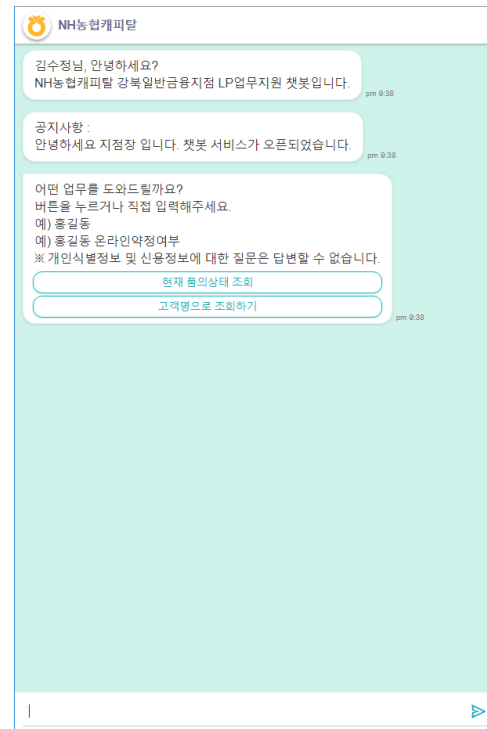 NH농협캐피탈
김수정님, 안녕하세요?
NH농협캐피탈 강북일반금융지점 LP업무지원 챗봇입니다.
pm 9:38
공지사항 :
안녕하세요 지점장 입니다. 챗봇 서비스가 오픈되었습니다.
pm 9:38
어떤 업무를 도와드릴까요?
버튼을 누르거나 직접 입력해주세요.
예) 홍길동
예) 홍길동 온라인약정여부
※ 개인식별정보 및 신용정보에 대한 질문은 답변할 수 없습니다.
현재 품의상태 조회
고객명으로 조회하기
pm 9:38